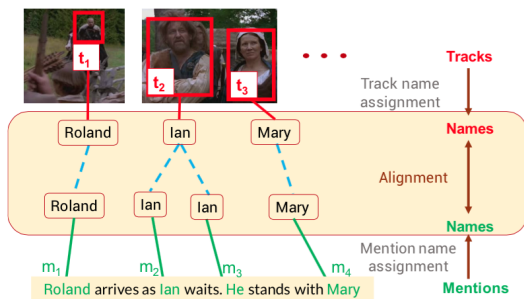 t1
t2
t3
• • •
Tracks
Track name
assignment
Roland
Ian
Mary
Names
Alignment
Roland
Ian
Ian
Mary
Names
m1
m2
m3
m4
Mention name
assignment
Roland arrives as Ian waits. He stands with Mary
Mentions